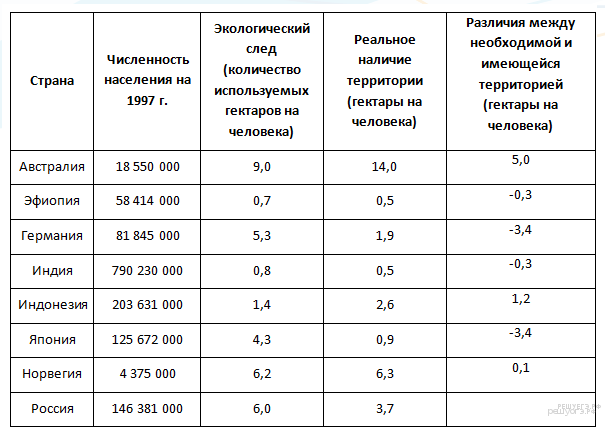 Страна
Численность
населения на
1997 г.
Экологический
след
(количество
используемых
гектаров на
человека)
Реальное
наличие
территории
(гектары на
человека)
Различия между
необходимой и
имеющейся
территорией
(гектары на
человека)
Австралия 18 550 000 9,0 14,0 5,0
Эфиопия 58 414 000 0,7 0,5 -0,3
Германия 81 845 000 5,3 1,9 -3,4
Индия 790 230 000 0,8 0,5 -0,3
Индонезия 203 631 000 1,4 2,6 1,2
Япония 125 672 000 4,3 0,9 -3,4
Норвегия 4 375 000 6,2 6,3 0,1
Россия 146 381 000 6,0 3,7
РЕШУЕГЭ.РФ
решуогэ.рф